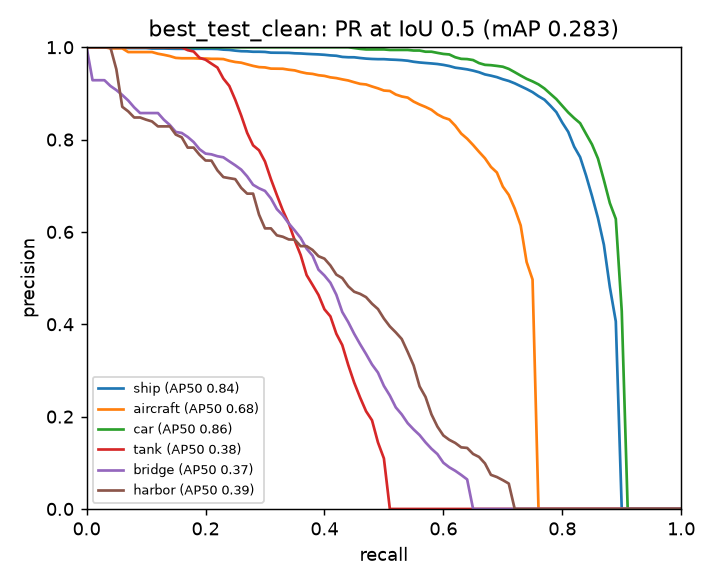 best_test_clean: PR at IoU 0.5 (mAP 0.283)
1.0
0.8
0.6
0.4
0.2
0.0
precision
ship (AP50 0.84)
aircraft (AP50 0.68)
car (AP50 0.86)
tank (AP50 0.38)
bridge (AP50 0.37)
harbor (AP50 0.39)
0.0 0.2 0.4 0.6 0.8 1.0
recall